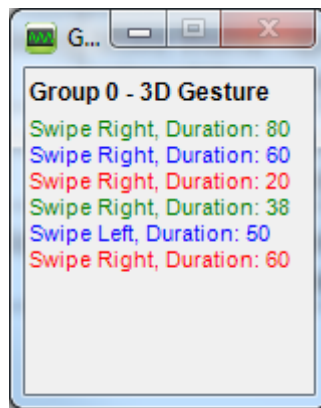 G...
Group 0 - 3D Gesture
Swipe Right, Duration: 80
Swipe Right, Duration: 60
Swipe Right, Duration: 20
Swipe Right, Duration: 38
Swipe Left, Duration: 50
Swipe Right, Duration: 60